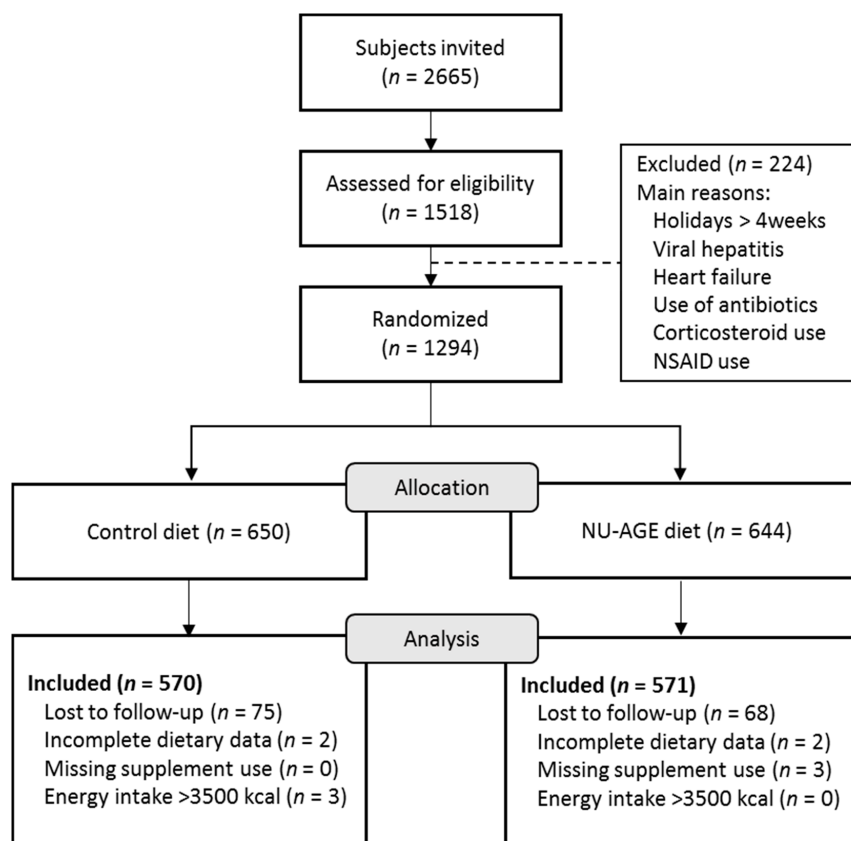 Subjects invited
(n = 2665)
Assessed for eligibility
(n = 1518)
Excluded (n = 224)
Main reasons:
Holidays > 4weeks
Viral hepatitis
Heart failure
Use of antibiotics
Corticosteroid use
NSAID use
Randomized
(n = 1294)
Allocation
Control diet (n = 650)
NU-AGE diet (n = 644)
Analysis
Included (n = 570)
Lost to follow-up (n = 75)
Incomplete dietary data (n = 2)
Missing supplement use (n = 0)
Energy intake >3500 kcal (n = 3)
Included (n = 571)
Lost to follow-up (n = 68)
Incomplete dietary data (n = 2)
Missing supplement use (n = 3)
Energy intake >3500 kcal (n = 0)